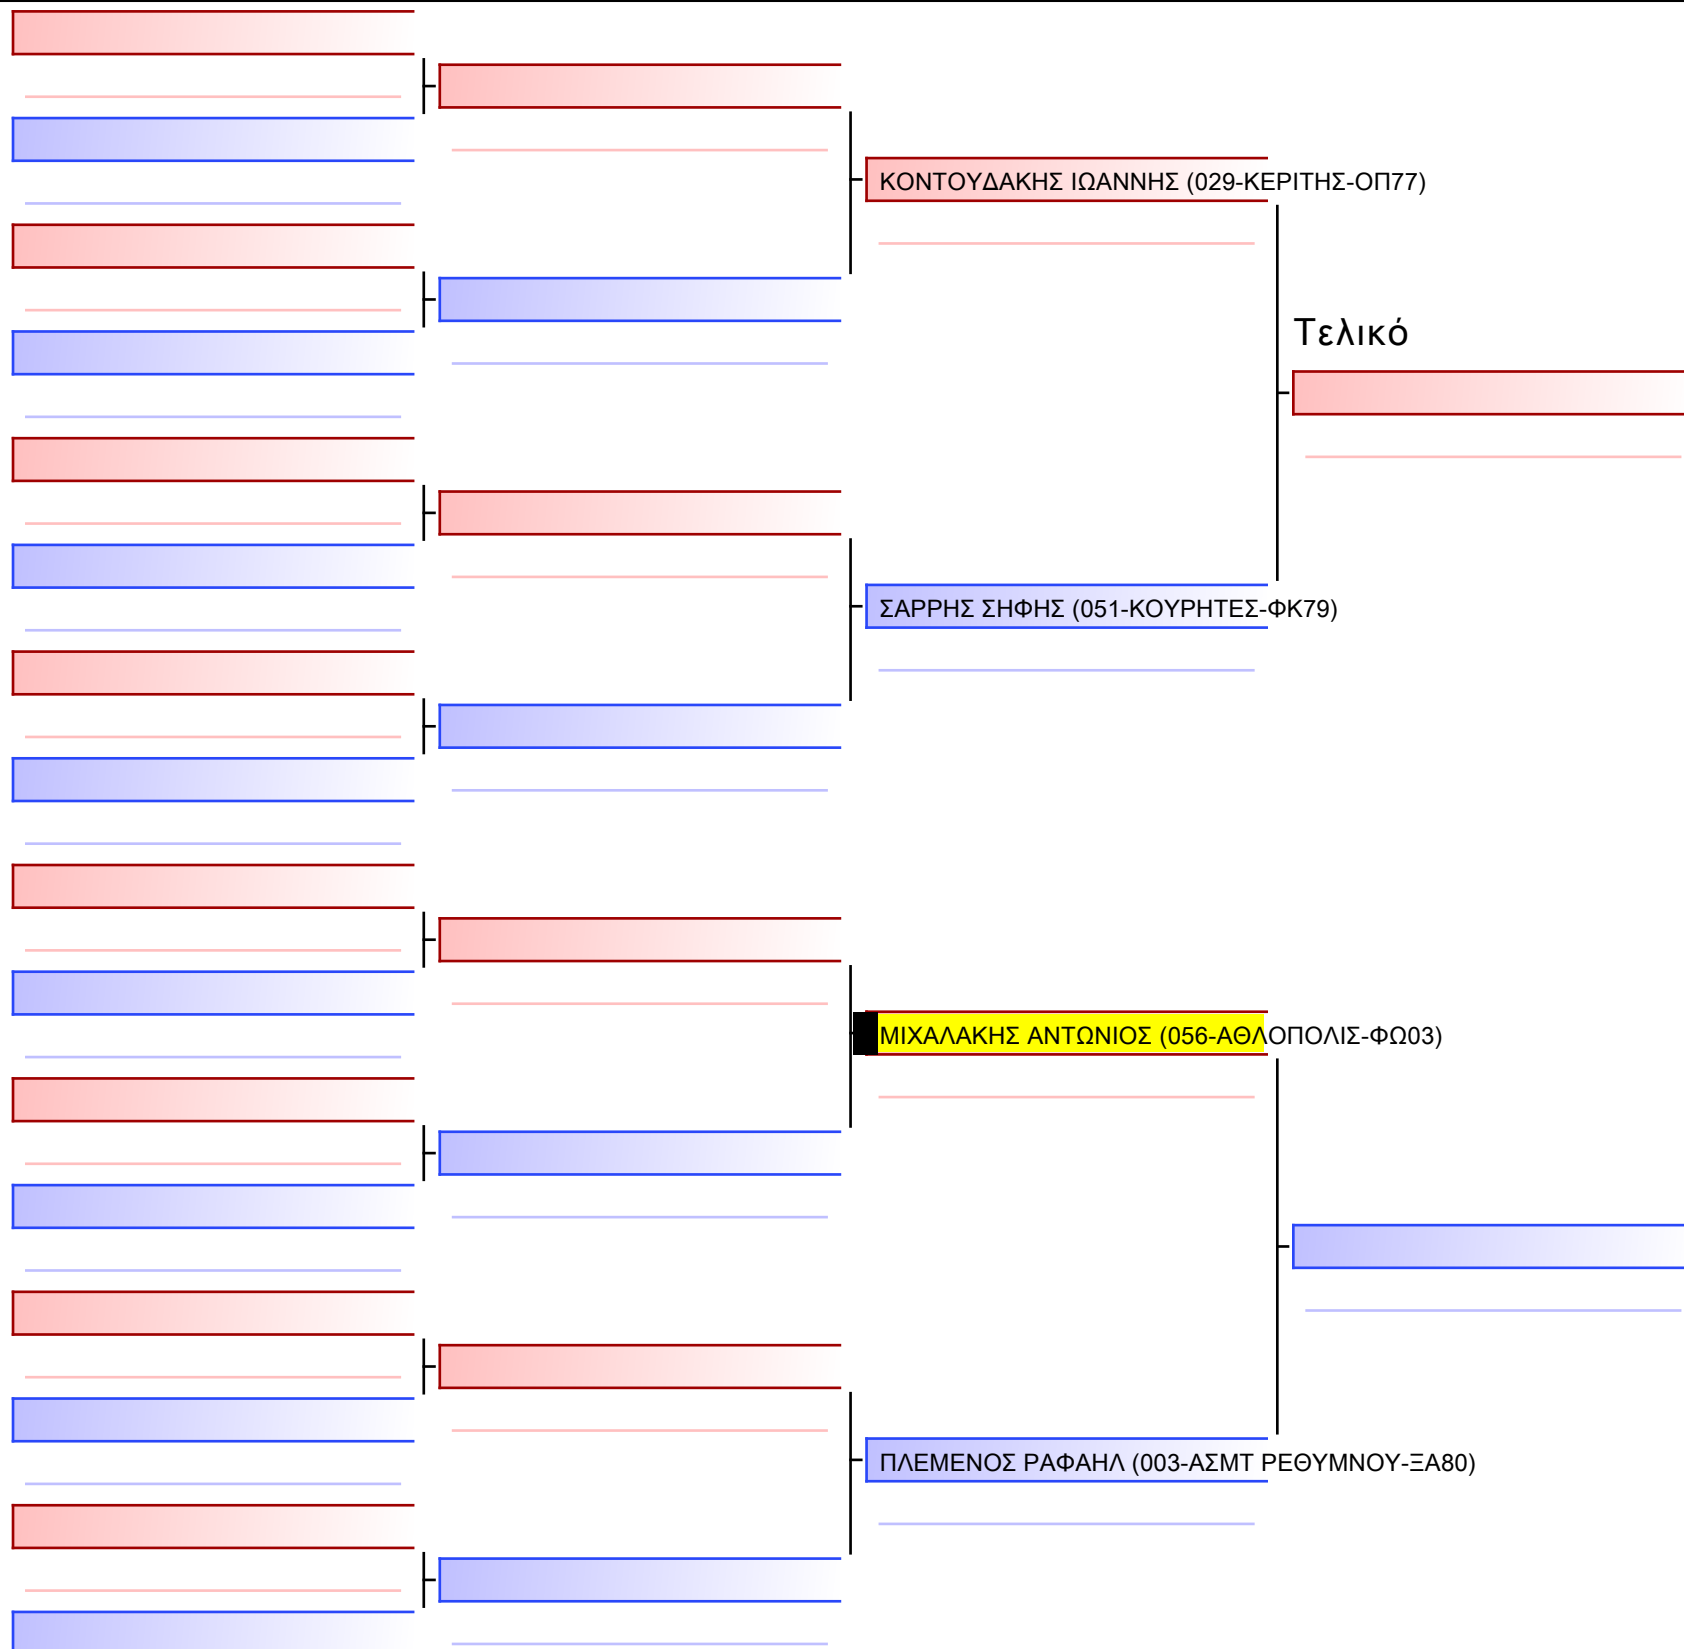 ΚΟΝΤΟΥΔΑΚΗΣ ΙΩΑΝΝΗΣ (029-ΚΕΡΙΤΗΣ-ΟΠ77)
Τελικό
ΣΑΡΡΗΣ ΣΗΦΗΣ (051-ΚΟΥΡΗΤΕΣ-ΦΚ79)
ΜΙΧΑΛΑΚΗΣ ΑΝΤΩΝΙΟΣ (056-ΑΘΛΟΠΟΛΙΣ-ΦΩ03)
ΠΛΕΜΕΝΟΣ ΡΑΦΑΗΛ (003-ΑΣΜΤ ΡΕΘΥΜΝΟΥ-ΞΑ80)